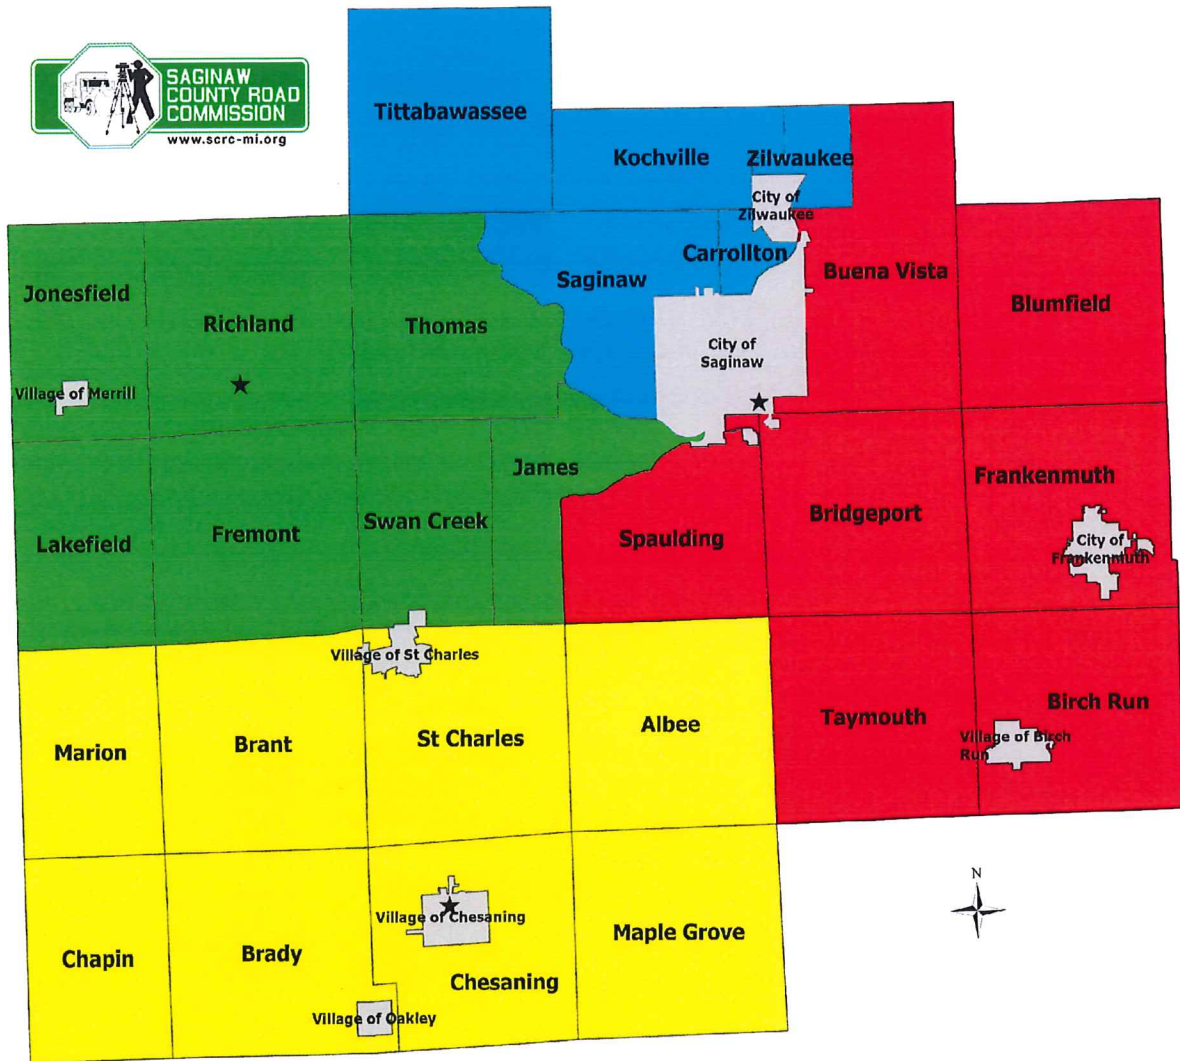 SAGINAW
COUNTY ROAD
COMMISSION
www.scrc-mi.org
Tittabawassee
Kochville
Zilwaukee
City of
Zilwaukee
Carrollton
Saginaw
Buena Vista
Blumfield
Jonesfield
Richland
Thomas
City of
Saginaw
Village of Merrill
James
Frankenmuth
Lakefield
Fremont
Swan Creek
Spaulding
Bridgeport
City of
Frankenmuth
Village of St Charles
Marion
Brant
St Charles
Albee
Taymouth
Birch Run
Village of Birch
Run
N
Village of Chesaning
Chapin
Brady
Chesaning
Maple Grove
Village of Oakley